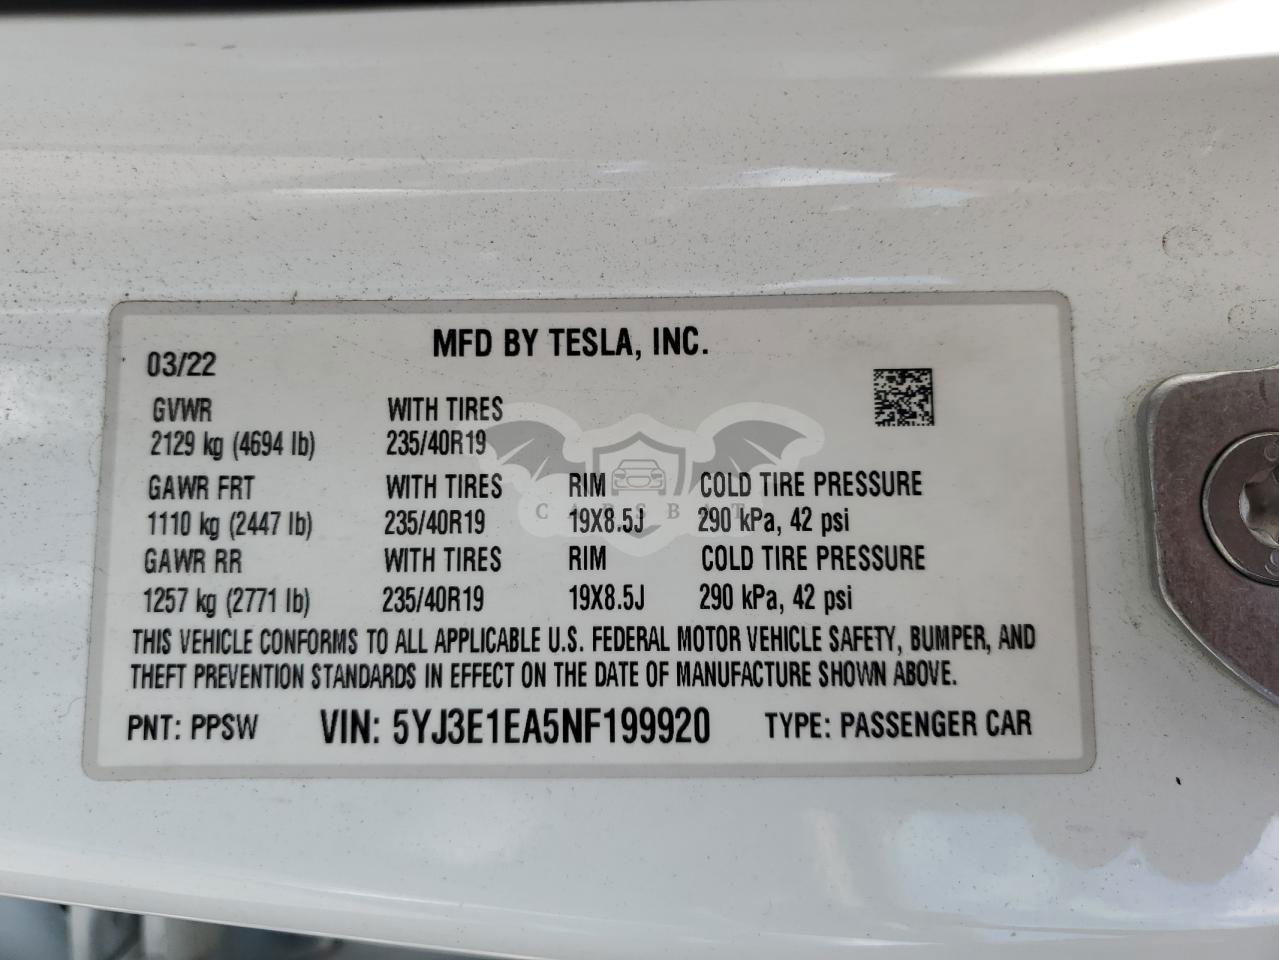 MFD BY TESLA, INC.
03/22
GVWR WITH TIRES
2129 kg (4694 lb) 235/40R19
GAWR FRT WITH TIRES RIM COLD TIRE PRESSURE
1110 kg (2447 lb) 235/40R19 19X8.5J 290 kPa, 42 psi
GAWR RR WITH TIRES RIM COLD TIRE PRESSURE
1257 kg (2771 lb) 235/40R19 19X8.5J 290 kPa, 42 psi
THIS VEHICLE CONFORMS TO ALL APPLICABLE U.S. FEDERAL MOTOR VEHICLE SAFETY, BUMPER, AND
THEFT PREVENTION STANDARDS IN EFFECT ON THE DATE OF MANUFACTURE SHOWN ABOVE.
PNT: PPSW VIN: 5YJ3E1EA5NF199920 TYPE: PASSENGER CAR
CARSBAT